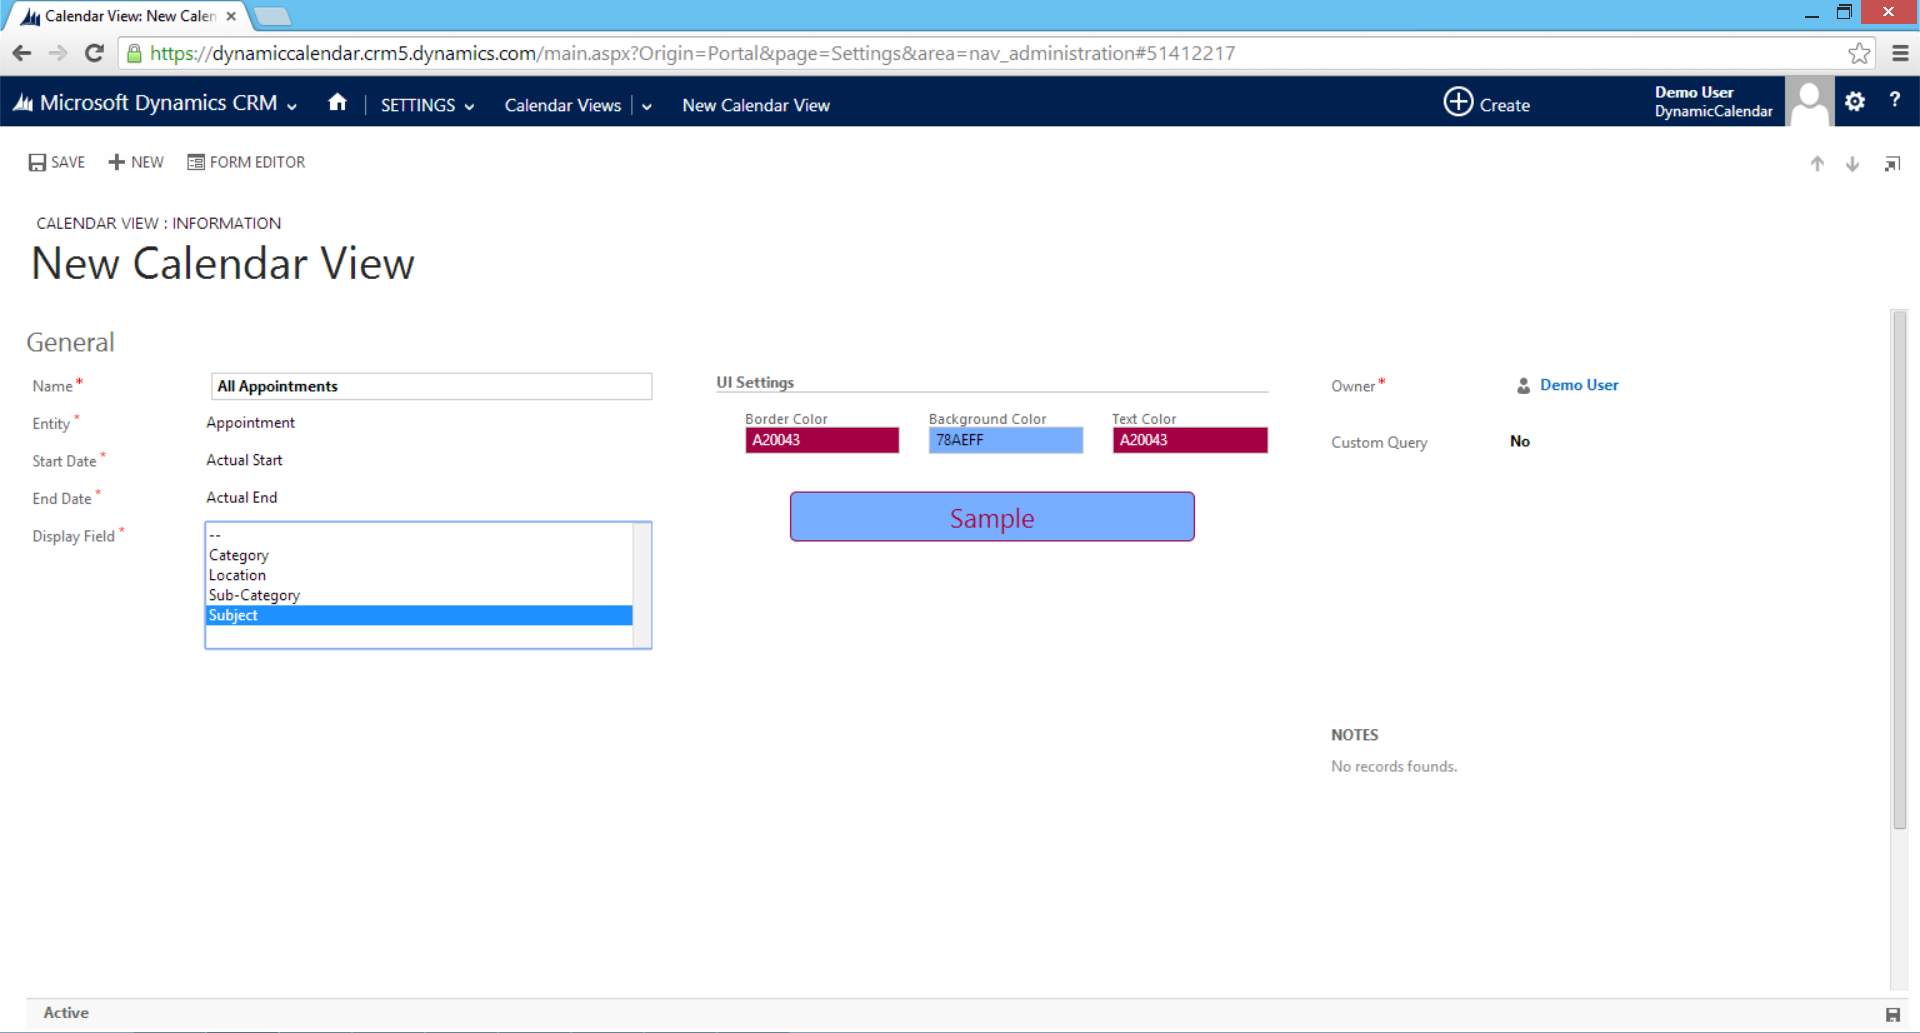 Calendar View: New Calen
https://dynamiccalendar.crm5.dynamics.com/main.aspx?Origin=Portal&page=Settings&area=nav_administration#51412217
Microsoft Dynamics CRM SETTINGS Calendar Views New Calendar View Create Demo User
DynamicCalendar
?
SAVE NEW FORM EDITOR
CALENDAR VIEW : INFORMATION
New Calendar View
General
Name* All Appointments
Entity* Appointment
Start Date* Actual Start
End Date* Actual End
Display Field*
--
Category
Location
Sub-Category
Subject
UI Settings
Border Color Background Color Text Color
A20043 78AEFF A20043
Sample
Owner* Demo User
Custom Query No
NOTES
No records founds.
Active